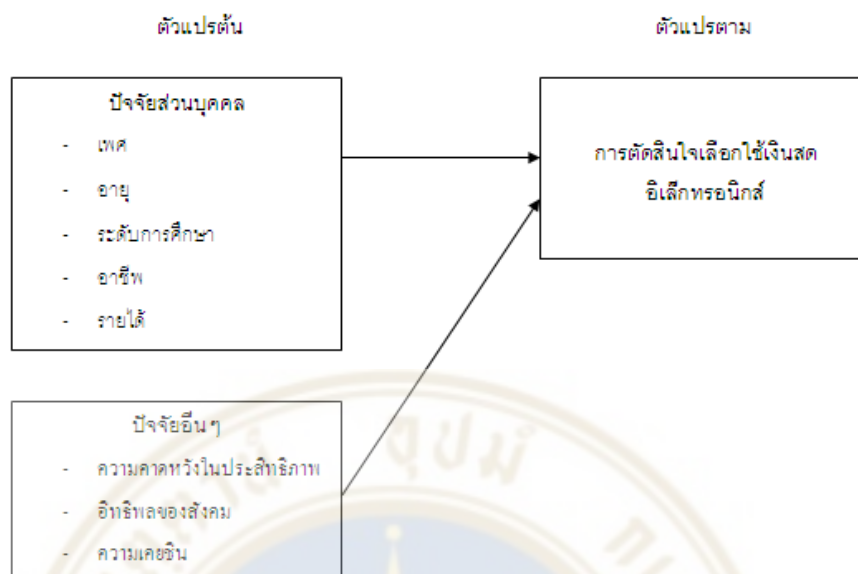 ตัวแปรต้น
ตัวแปรตาม
ปัจจัยส่วนบุคคล
- เพศ
- อายุ
- ระดับการศึกษา
- อาชีพ
- รายได้
การตัดสินใจเลือกใช้เงินสด
อิเล็กทรอนิกส์
ปัจจัยอื่นๆ
- ความคาดหวังในประสิทธิภาพ
- อิทธิพลของสังคม
- ความเคยชิน
อุปมํ